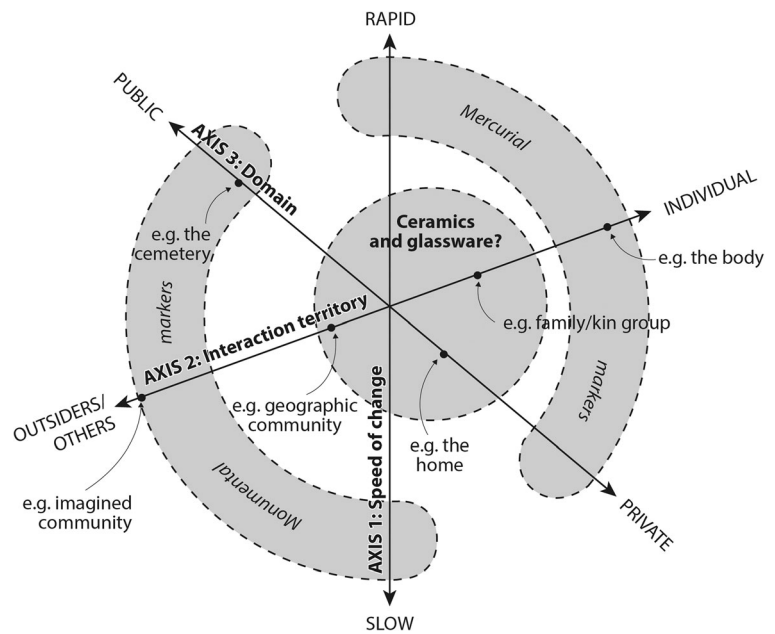 RAPID
PUBLIC
AXIS 3: Domain
Mercurial
markers
INDIVIDUAL
e.g. the body
Ceramics
and glassware?
e.g. the
cemetery
e.g. family/kin group
markers
Monumental
AXIS 2: Interaction territory
OUTSIDERS/
OTHERS
e.g. geographic
community
e.g. the
home
AXIS 1: Speed of change
e.g. imagined
community
PRIVATE
SLOW